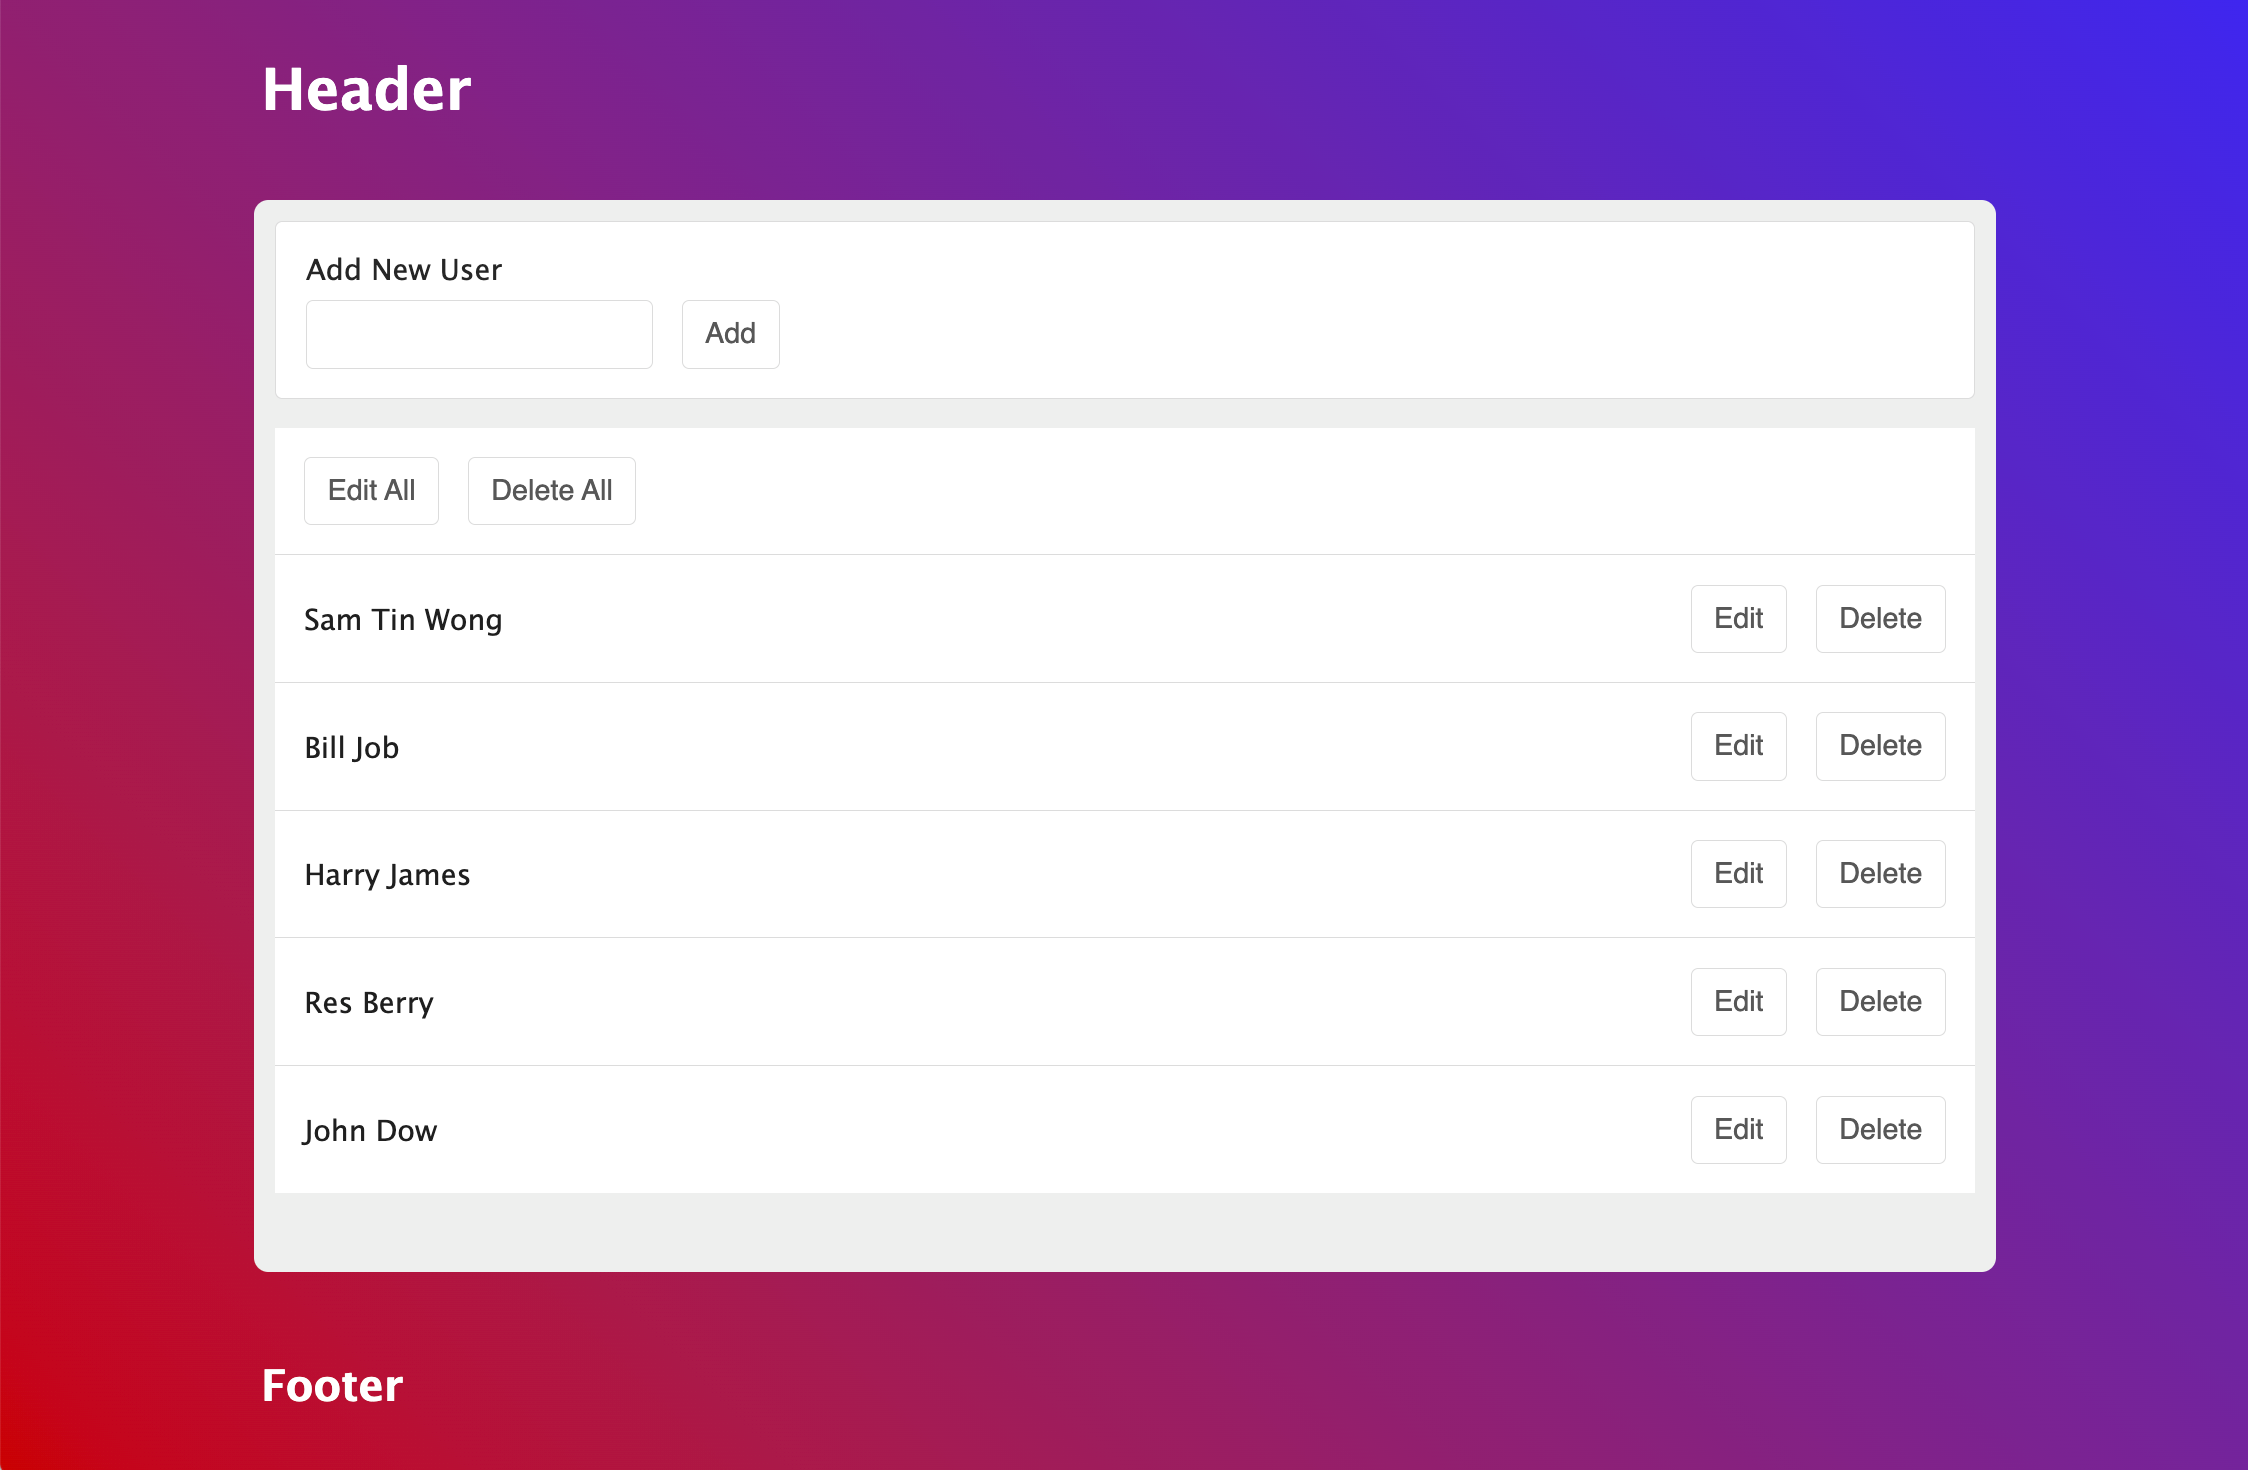 Header
Add New User
Add
Edit All Delete All
Sam Tin Wong Edit Delete
Bill Job Edit Delete
Harry James Edit Delete
Res Berry Edit Delete
John Dow Edit Delete
Footer